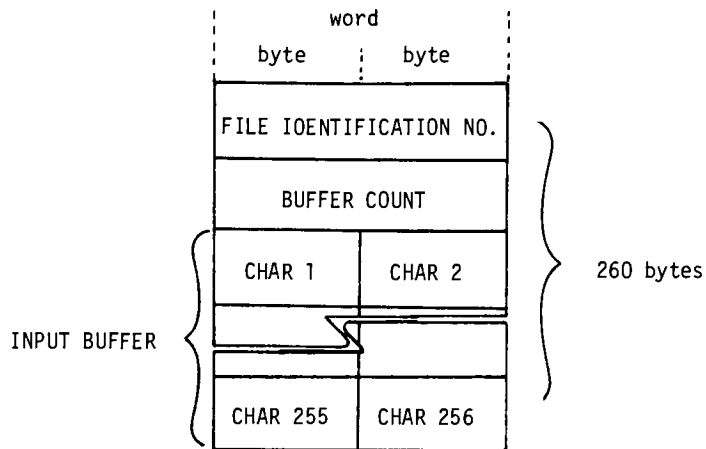 word
byte byte
FILE IOENTIFICATION NO.
BUFFER COUNT
CHAR 1 CHAR 2
260 bytes
INPUT BUFFER
CHAR 255 CHAR 256